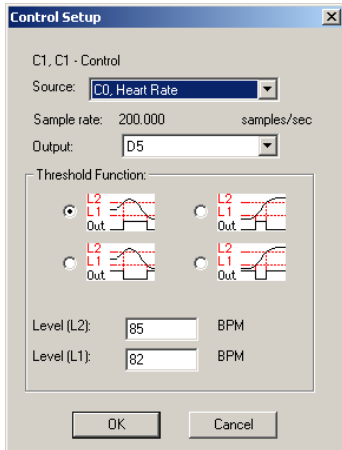 Control Setup
C1, C1 - Control
Source: C0, Heart Rate
Sample rate: 200.000 samples/sec
Output: D5
Threshold Function:
L2 L2
L1 L1
Out Out
L2 L2
L1 L1
Out Out
Level (L2): 85 BPM
Level (L1): 82 BPM
OK Cancel